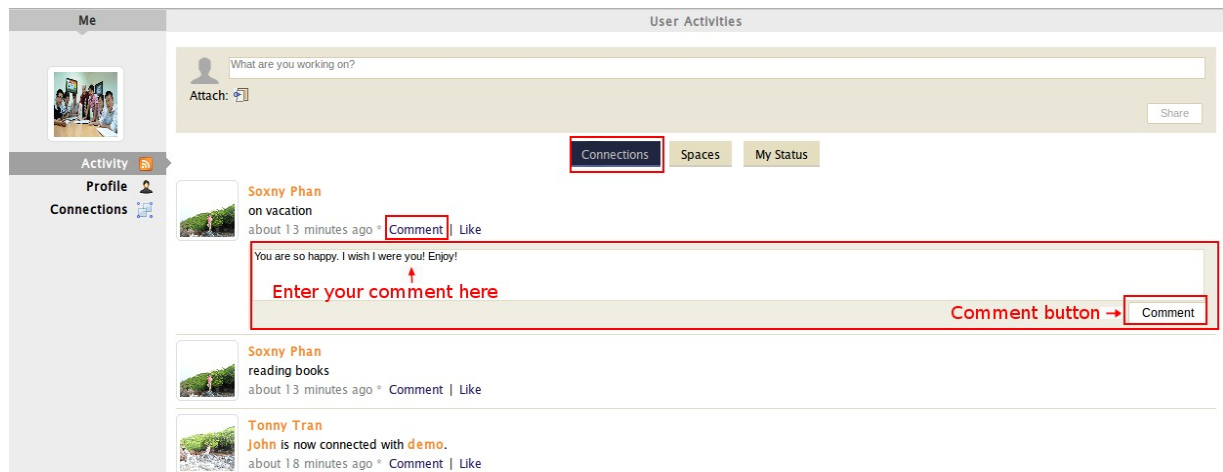 Me
User Activities
What are you working on?
Attach:
Share
Activity
Profile
Connections
Connections Spaces My Status
Soxny Phan
on vacation
about 13 minutes ago * Comment | Like
You are so happy. I wish I were you! Enjoy!
Enter your comment here
Comment button → Comment
Soxny Phan
reading books
about 13 minutes ago * Comment | Like
Tonny Tran
John is now connected with demo.
about 18 minutes ago * Comment | Like